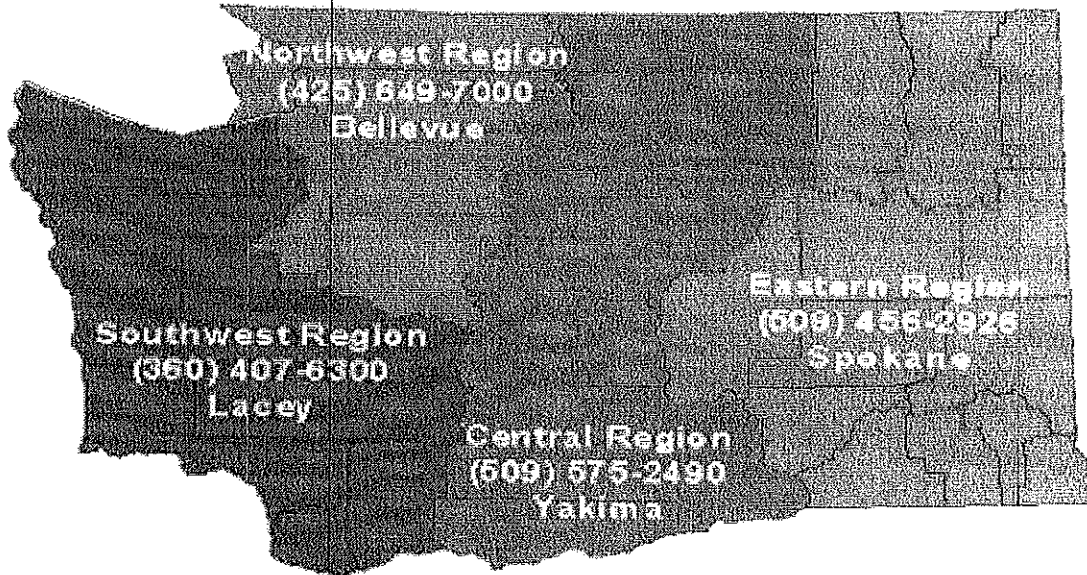 Northwest Region
(425) 649-7000
Bellevue
Eastern Region
(509) 456-2926
Spokane
Southwest Region
(360) 407-6300
Lacey
Central Region
(509) 575-2490
Yakima